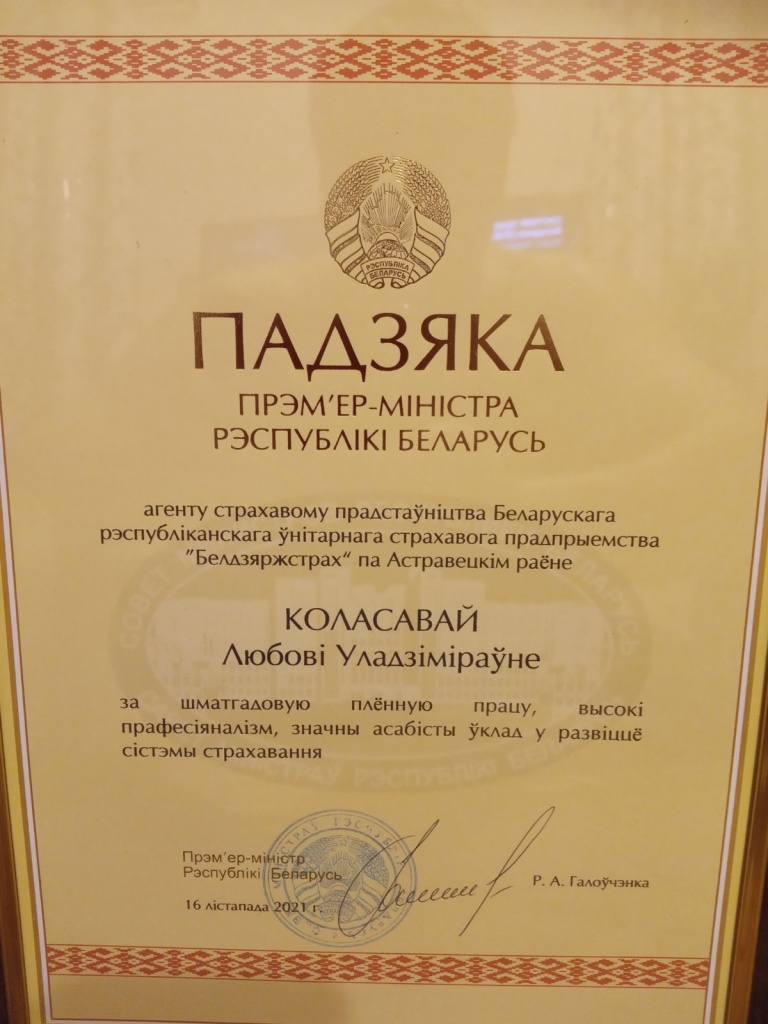 РЭСПУБЛІКА
БЕЛАРУСЬ
ПАДЗЯКА
ПРЭМ'ЕР-МІНІСТРА
РЭСПУБЛІКІ БЕЛАРУСЬ
агенту страхавому прадстаўніцтва Беларускага
рэспубліканскага ўнітарнага страхавога прадпрыемства
"Белдзяржстрах“ па Астравецкім раёне
КОЛАСАВАЙ
Любові Уладзіміраўне
за шматгадовую плённую працу, высокі
прафесіяналізм, значны асабісты ўклад у развіццё
сістэмы страхавання
Прэм'ер-міністр
Рэспублікі Беларусь
Р. А. Галоўчэнка
16 лістапада 2021 г.